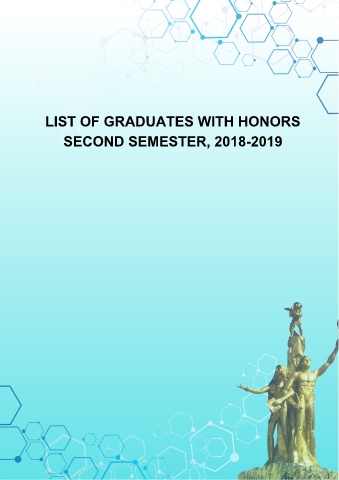 LIST OF GRADUATES WITH HONORS
SECOND SEMESTER, 2018-2019